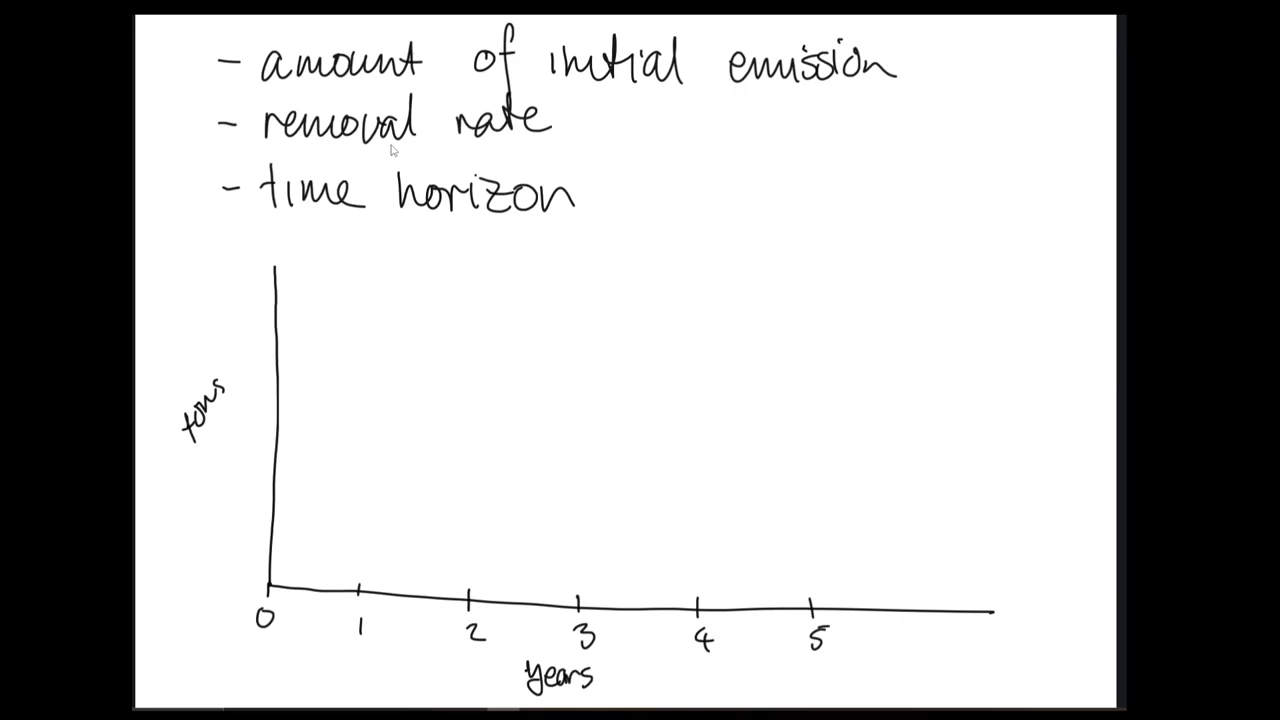 - amount of initial emission
- removal rate
- time horizon
tons
0 1 2 3 4 5
years